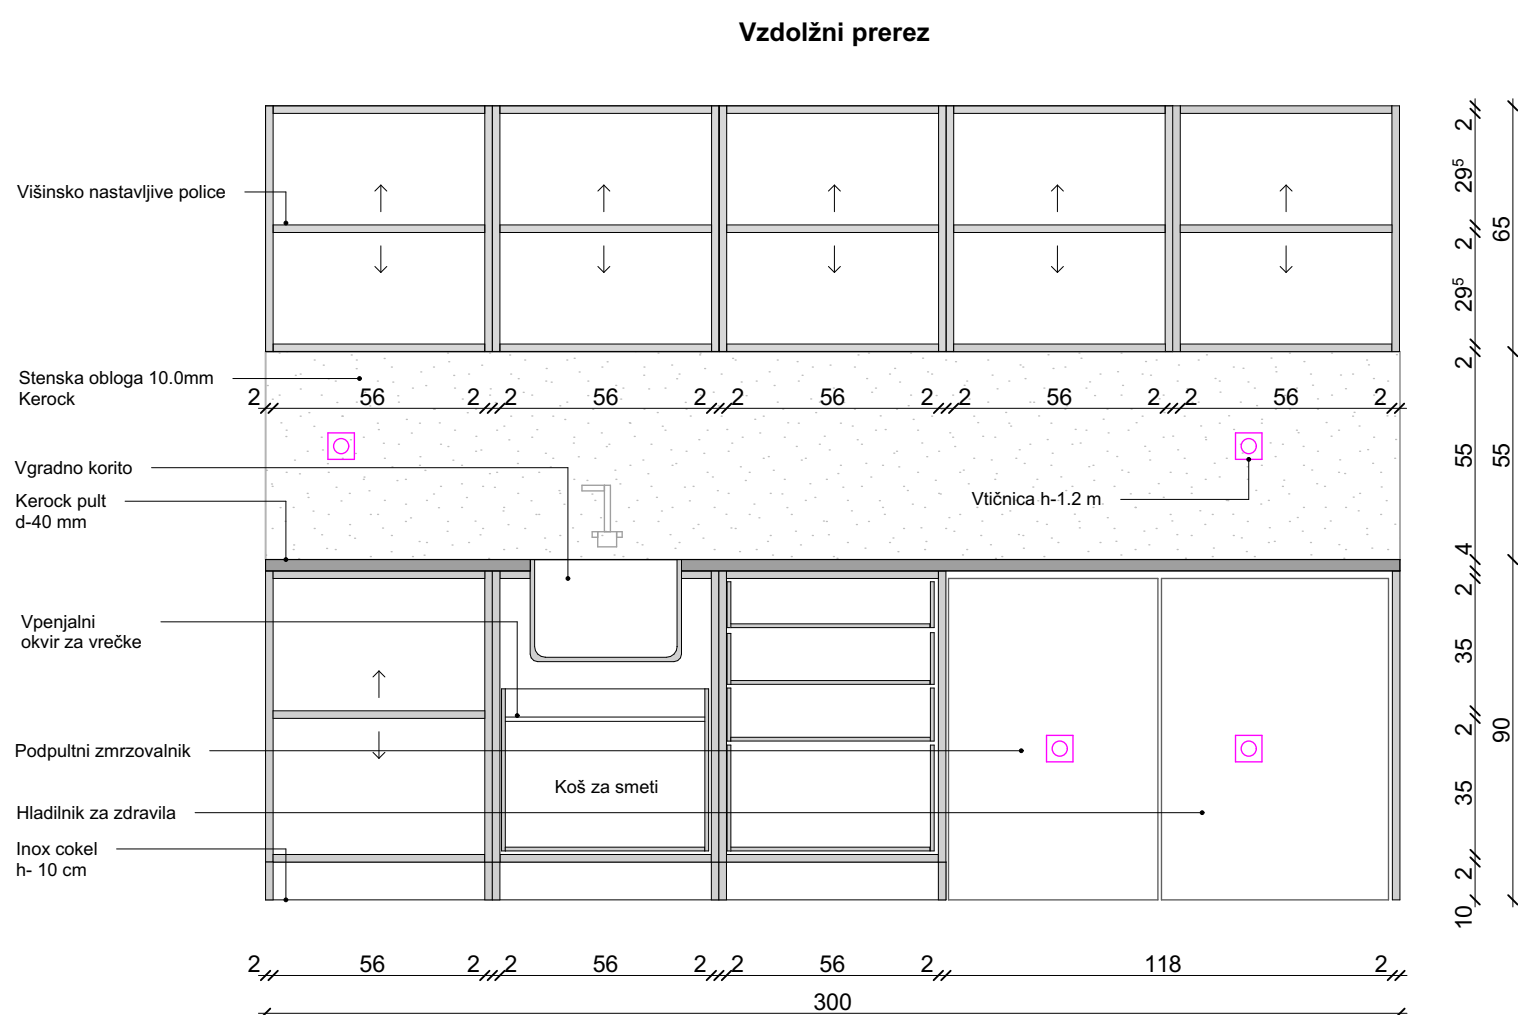 Vzdolžni prerez
Višinsko nastavljive police
Stenska obloga 10.0mm
Kerock
2 56 2 2 56 2 2 56 2 2 56 2 2 56 2
Vgradno korito
Kerock pult
d-40 mm
Vtičnica h-1.2 m
Vpenjalni
okvir za vrečke
Podpultni zmrzovalnik
Koš za smeti
Hladilnik za zdravila
Inox cokel
h- 10 cm
2 56 2 2 56 2 2 56 2 118 2
300
2
29⁵
2
29⁵
2
55
4
2
35
2
35
2
10
65
55
90